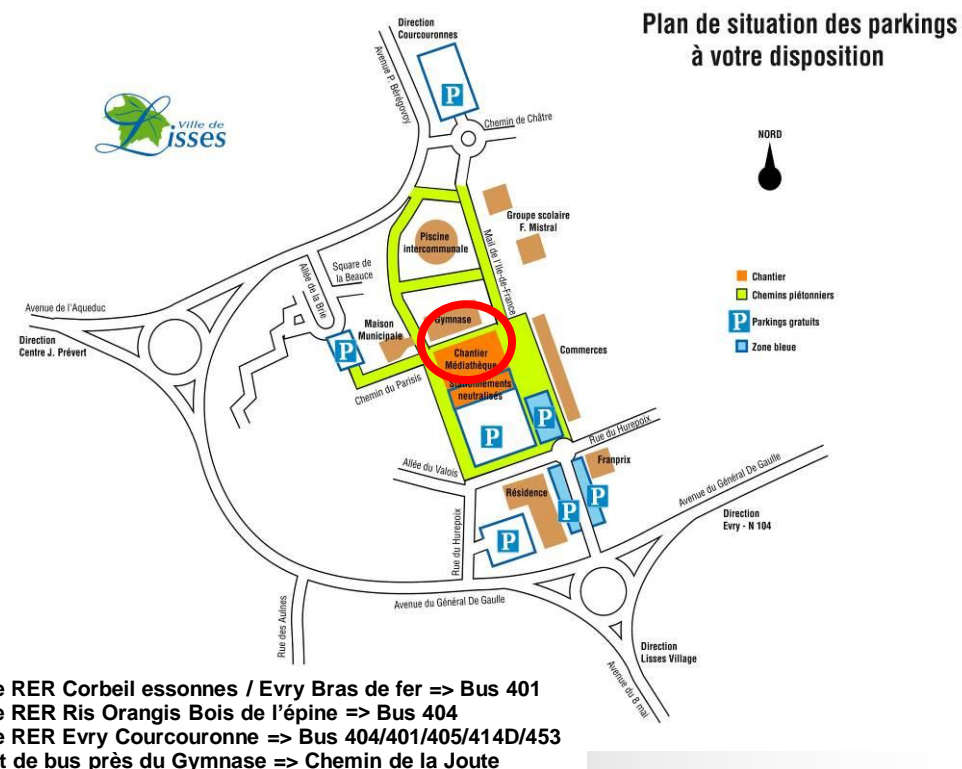 Plan de situation des parkings
à votre disposition
Direction
Courcouronnes
Avenue P. Bérégovoy
P
Chemin de Châtre
Ville de
Lisses
NORD
Groupe scolaire
F. Mistral
Piscine
intercommunale
Mail de l'Ile-de-France
Square de
la Beauce
Allée de la Brie
Avenue de l'Aqueduc
Direction
Centre J. Prévert
Chantier
Chemins piétonniers
P Parkings gratuits
Zone bleue
Maison
Municipale
Gymnase
P
Chantier
Médiathèque
Commerces
Stationnements
neutralisés
Chemin du Parisis
P
P
Rue du Hurepoix
Allée du Valois
Franprix
Résidence
P
P
P
Avenue du Général De Gaulle
Direction
Evry - N 104
Rue du Hurepoix
Avenue du Général De Gaulle
Rue des Aulnes
Direction
Lisses Village
Avenue du 8 mai
e RER Corbeil essonnes / Evry Bras de fer => Bus 401
e RER Ris Orangis Bois de l'épine => Bus 404
e RER Evry Courcouronne => Bus 404/401/405/414D/453
t de bus près du Gymnase => Chemin de la Joute